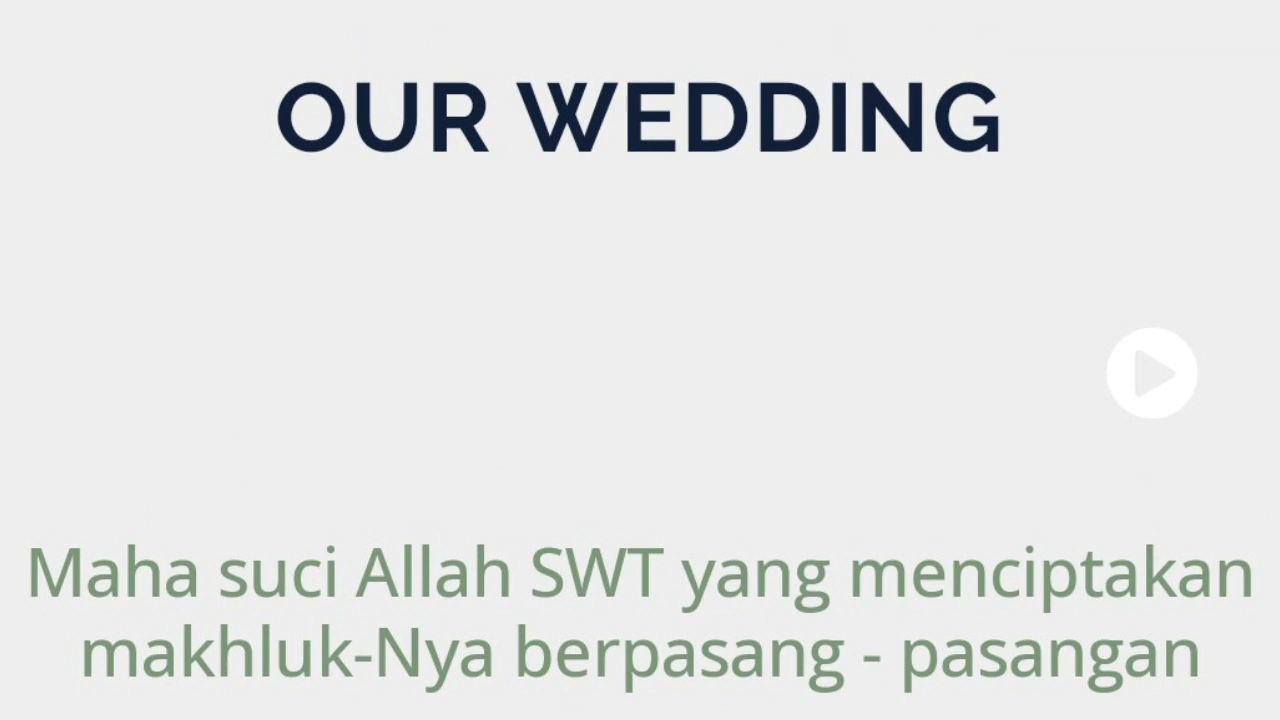 OUR WEDDING
Maha suci Allah SWT yang menciptakan
makhluk-Nya berpasang - pasangan